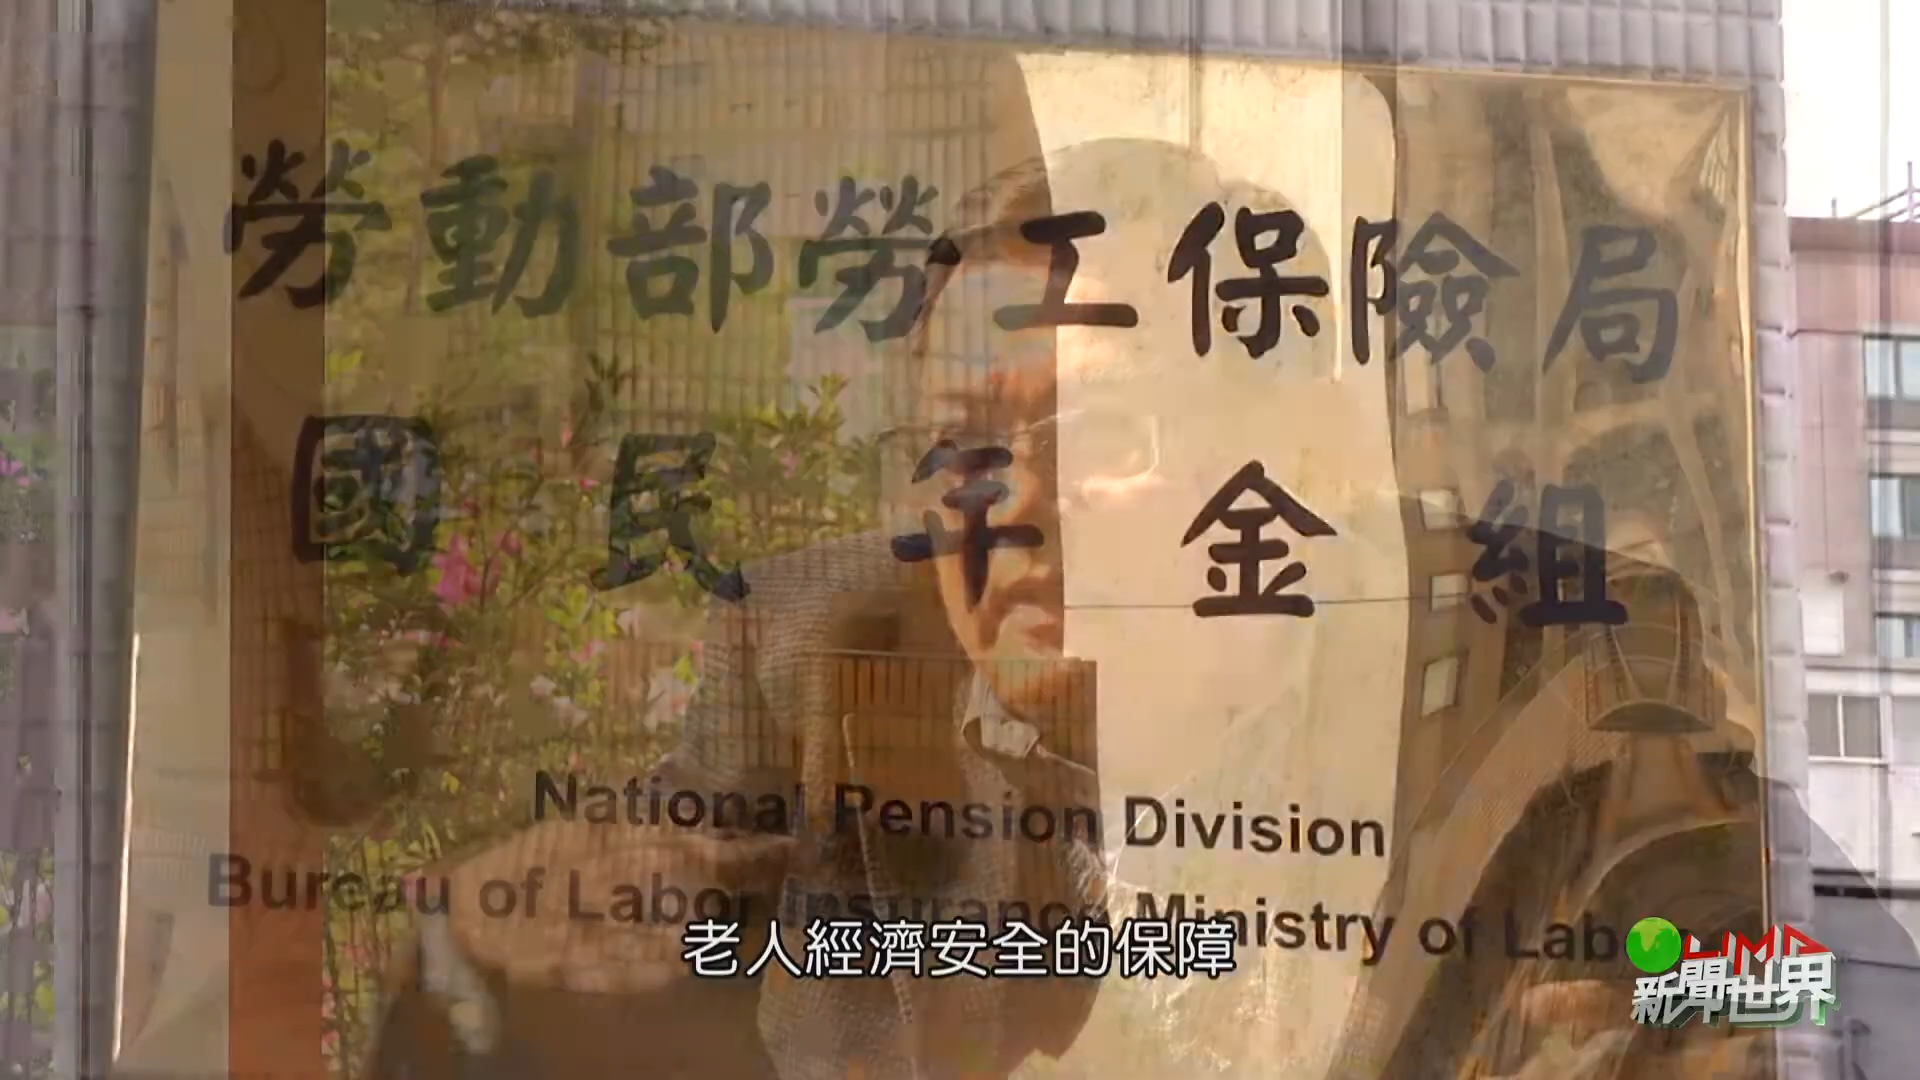 勞動部勞工保險局
國民年金組
National Pension Division
Bureau of Labor Insurance Ministry of Labor
老人經濟安全的保障
LIMA
新聞世界